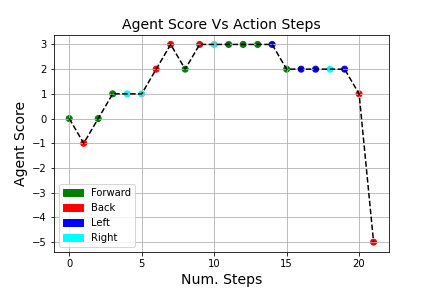 Agent Score Vs Action Steps
Agent Score
3
2
1
0
−1
−2
−3
−4
−5
Forward
Back
Left
Right
0 5 10 15 20
Num. Steps